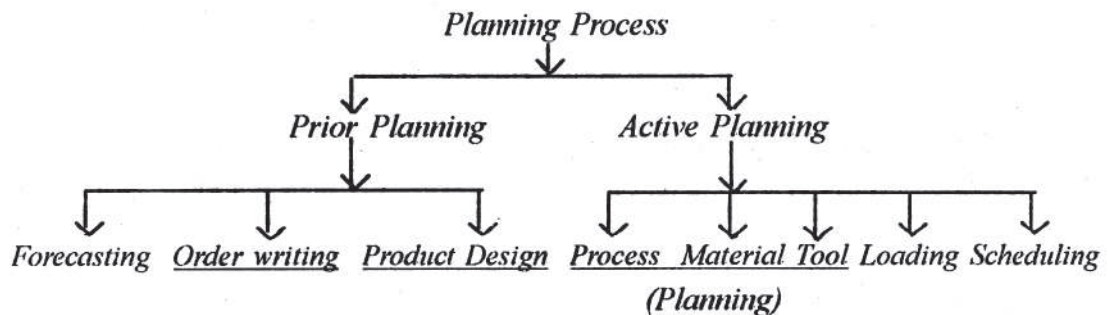 Planning Process
Prior Planning Active Planning
Forecasting Order writing Product Design Process Material Tool Loading Scheduling
(Planning)